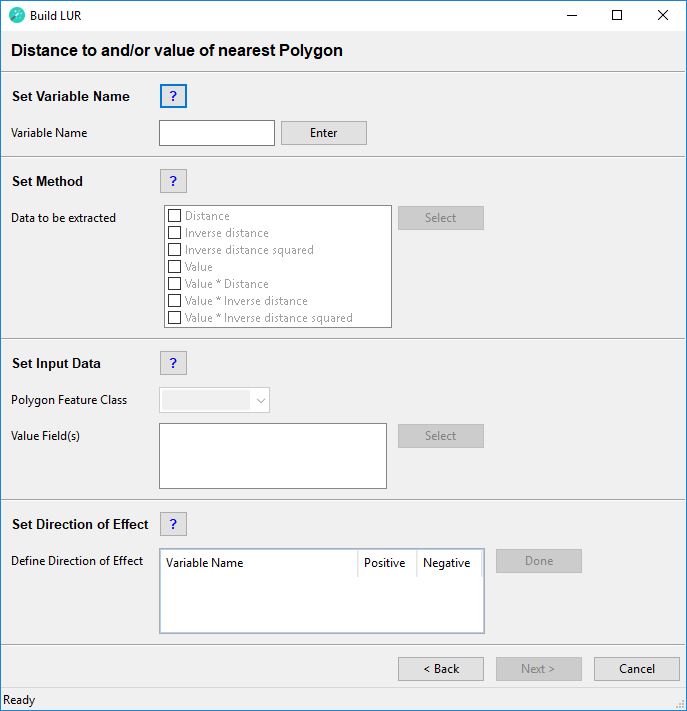 Build LUR
Distance to and/or value of nearest Polygon
Set Variable Name ?
Variable Name Enter
Set Method ?
Data to be extracted Distance Select
Inverse distance
Inverse distance squared
Value
Value * Distance
Value * Inverse distance
Value * Inverse distance squared
Set Input Data ?
Polygon Feature Class
Value Field(s) Select
Set Direction of Effect ?
Define Direction of Effect Variable Name Positive Negative Done
< Back Next > Cancel
Ready